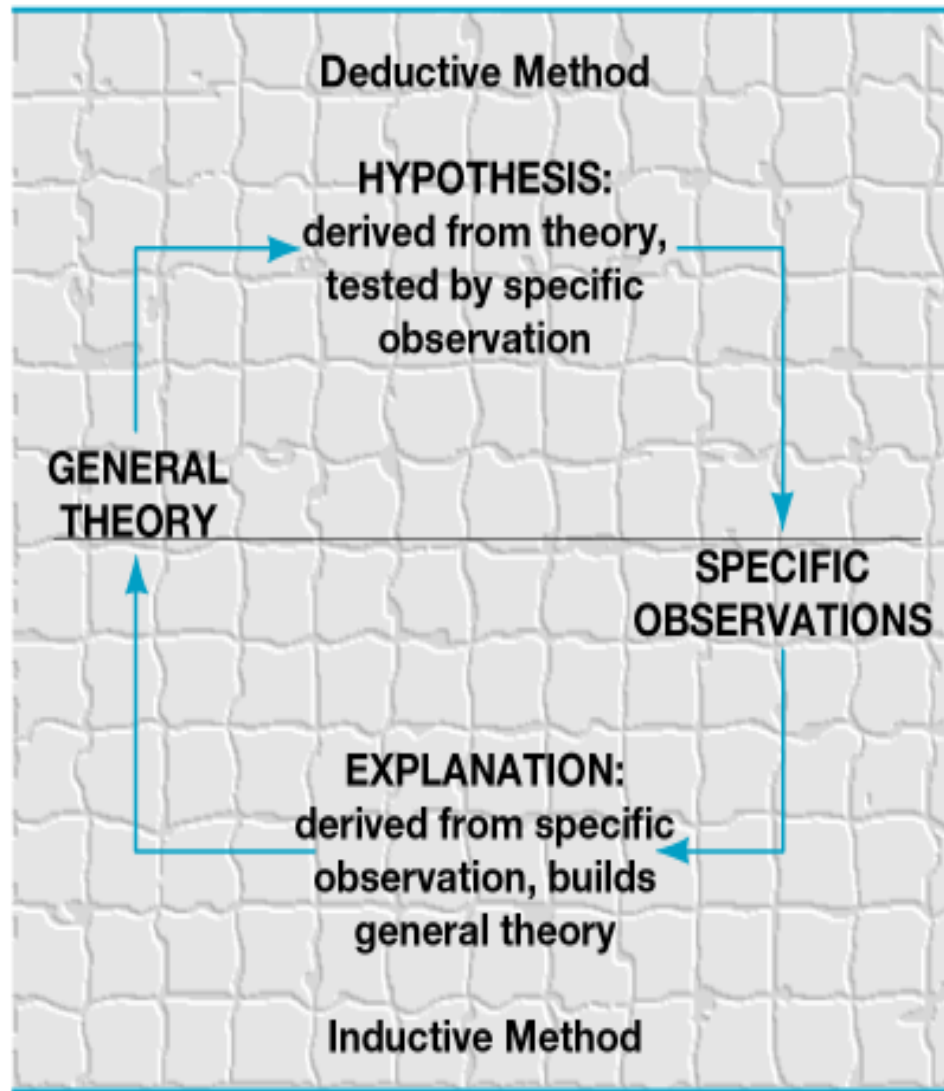 Deductive Method
HYPOTHESIS:
derived from theory,
tested by specific
observation
GENERAL
THEORY
SPECIFIC
OBSERVATIONS
EXPLANATION:
derived from specific
observation, builds
general theory
Inductive Method